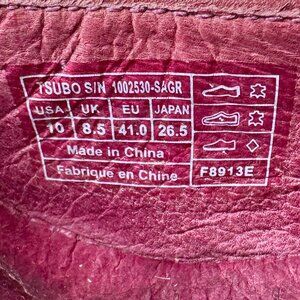 TSUBO S/N 1002530-SAGR
USA UK EU JAPAN
10 8.5 41.0 26.5
Made in China
Fabriqué en Chine
F8913E